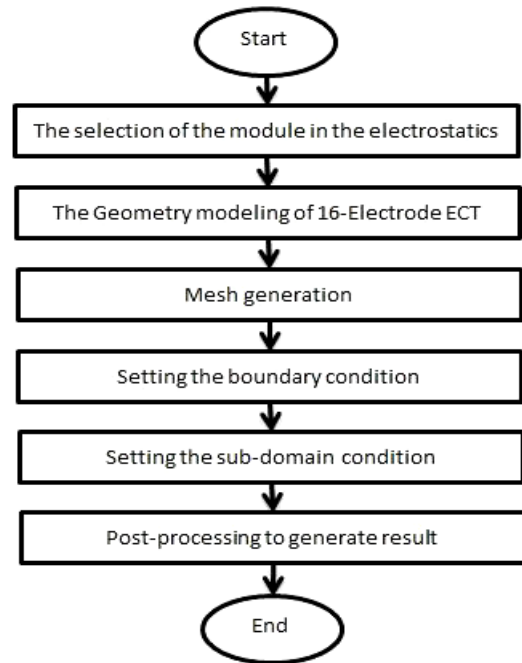 Start
The selection of the module in the electrostatics
The Geometry modeling of 16-Electrode ECT
Mesh generation
Setting the boundary condition
Setting the sub-domain condition
Post-processing to generate result
End